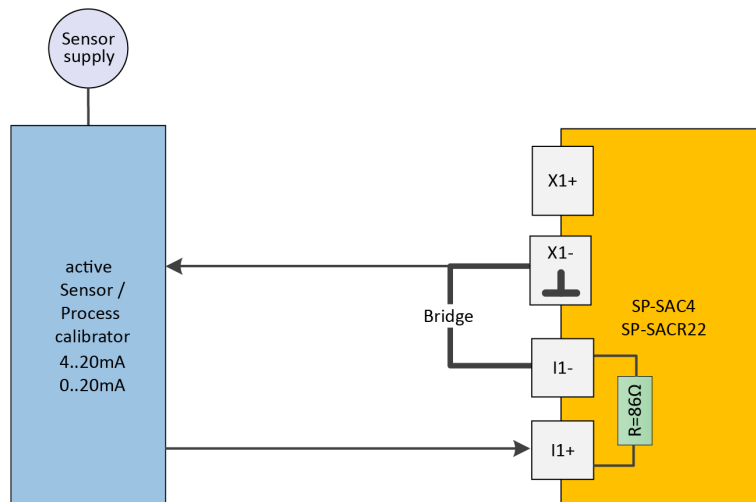 Sensor
supply
active
Sensor /
Process
calibrator
4..20mA
0..20mA
Bridge
X1+
X1-
I1-
I1+
SP-SAC4
SP-SACR22
R=86Ω